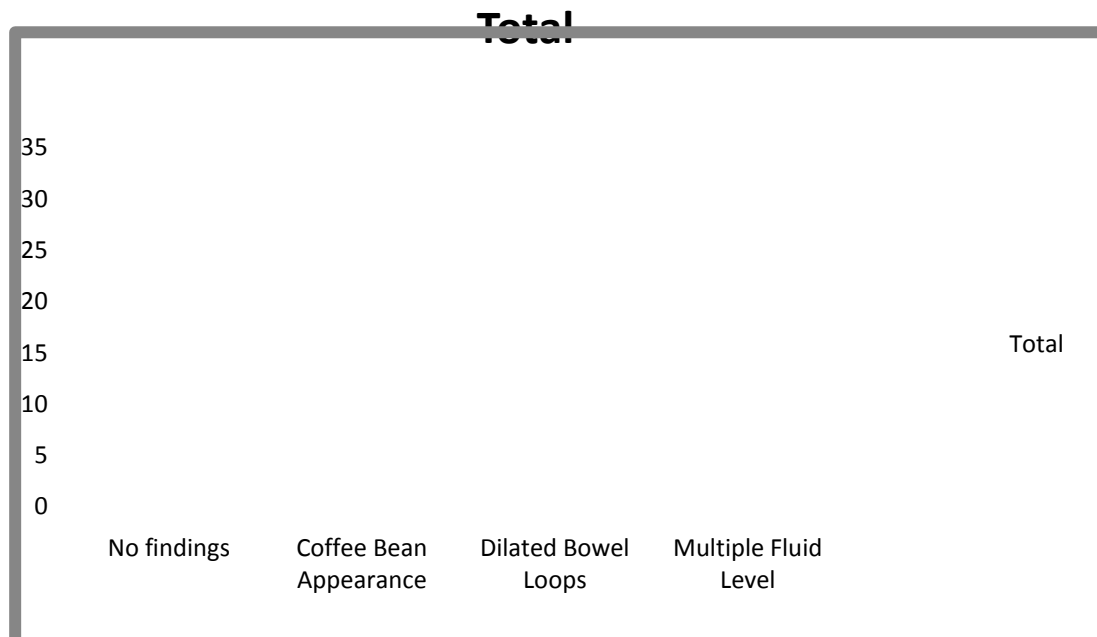 Total
35
30
25
20
15
10
5
0
Total
No findings
Coffee Bean
Appearance
Dilated Bowel
Loops
Multiple Fluid
Level